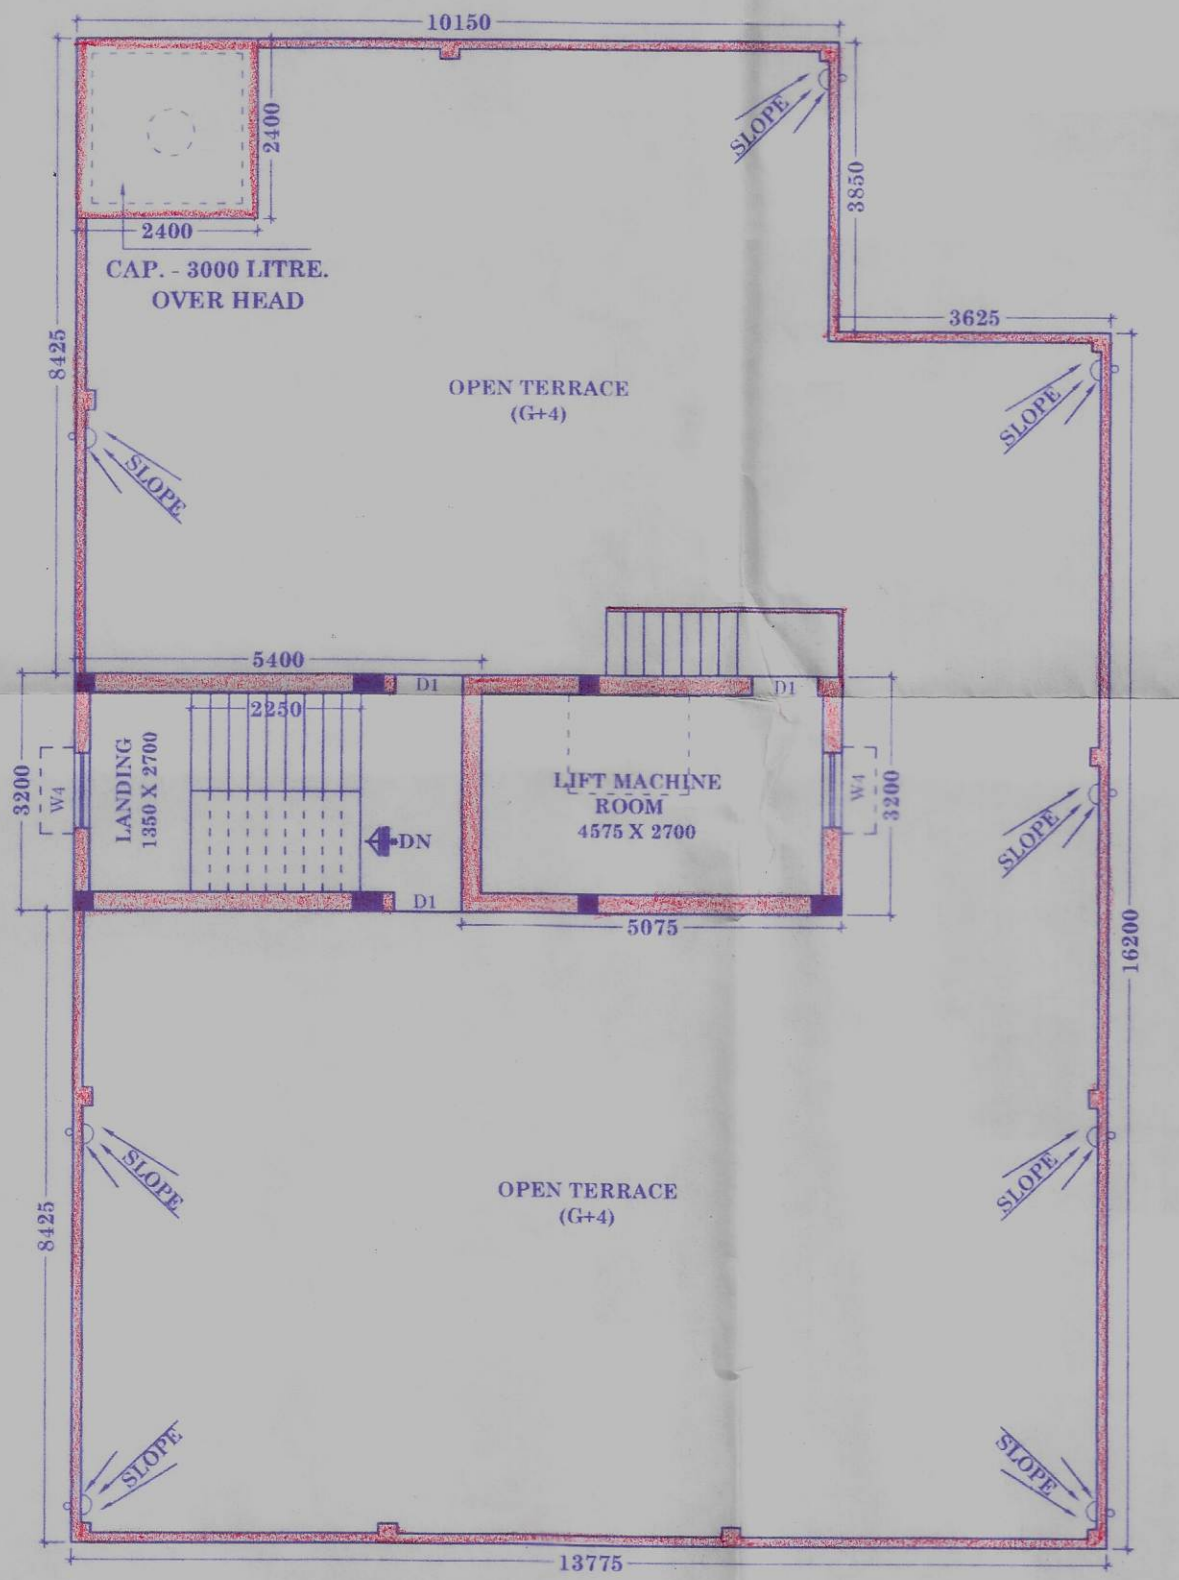 10150
2400
SLOPE
3850
2400
CAP. - 3000 LITRE.
OVER HEAD
3625
8425
OPEN TERRACE
(G+4)
SLOPE
SLOPE
5400
D1
D1
2250
3200
W4
LANDING
1350 X 2700
LIFT MACHINE
ROOM
4575 X 2700
W4
3200
DN
SLOPE
D1
5075
16200
SLOPE
SLOPE
8425
OPEN TERRACE
(G+4)
SLOPE
SLOPE
13775